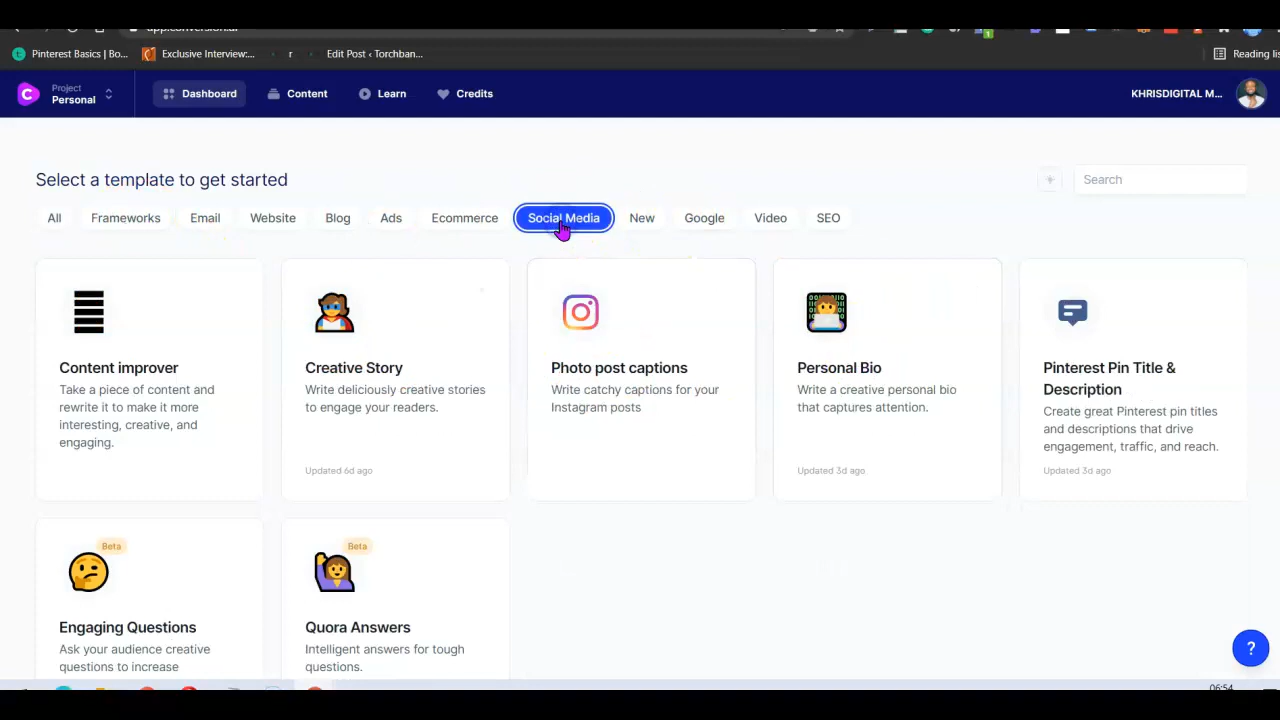 app.conversion.ai
Pinterest Basics | Bo...
Exclusive Interview:...
r
Edit Post ‹ Torchban...
Reading lis
1
Project
Personal
Dashboard
Content
Learn
Credits
KHRISDIGITAL M...
Select a template to get started
Search
All
Frameworks
Email
Website
Blog
Ads
Ecommerce
Social Media
New
Google
Video
SEO
Content improver
Take a piece of content and
rewrite it to make it more
interesting, creative, and
engaging.
Creative Story
Write deliciously creative stories
to engage your readers.
Updated 6d ago
Photo post captions
Write catchy captions for your
Instagram posts
Personal Bio
Write a creative personal bio
that captures attention.
Updated 3d ago
Pinterest Pin Title &
Description
Create great Pinterest pin titles
and descriptions that drive
engagement, traffic, and reach.
Updated 3d ago
Beta
Engaging Questions
Ask your audience creative
questions to increase
Beta
Quora Answers
Intelligent answers for tough
questions.
?
06:54